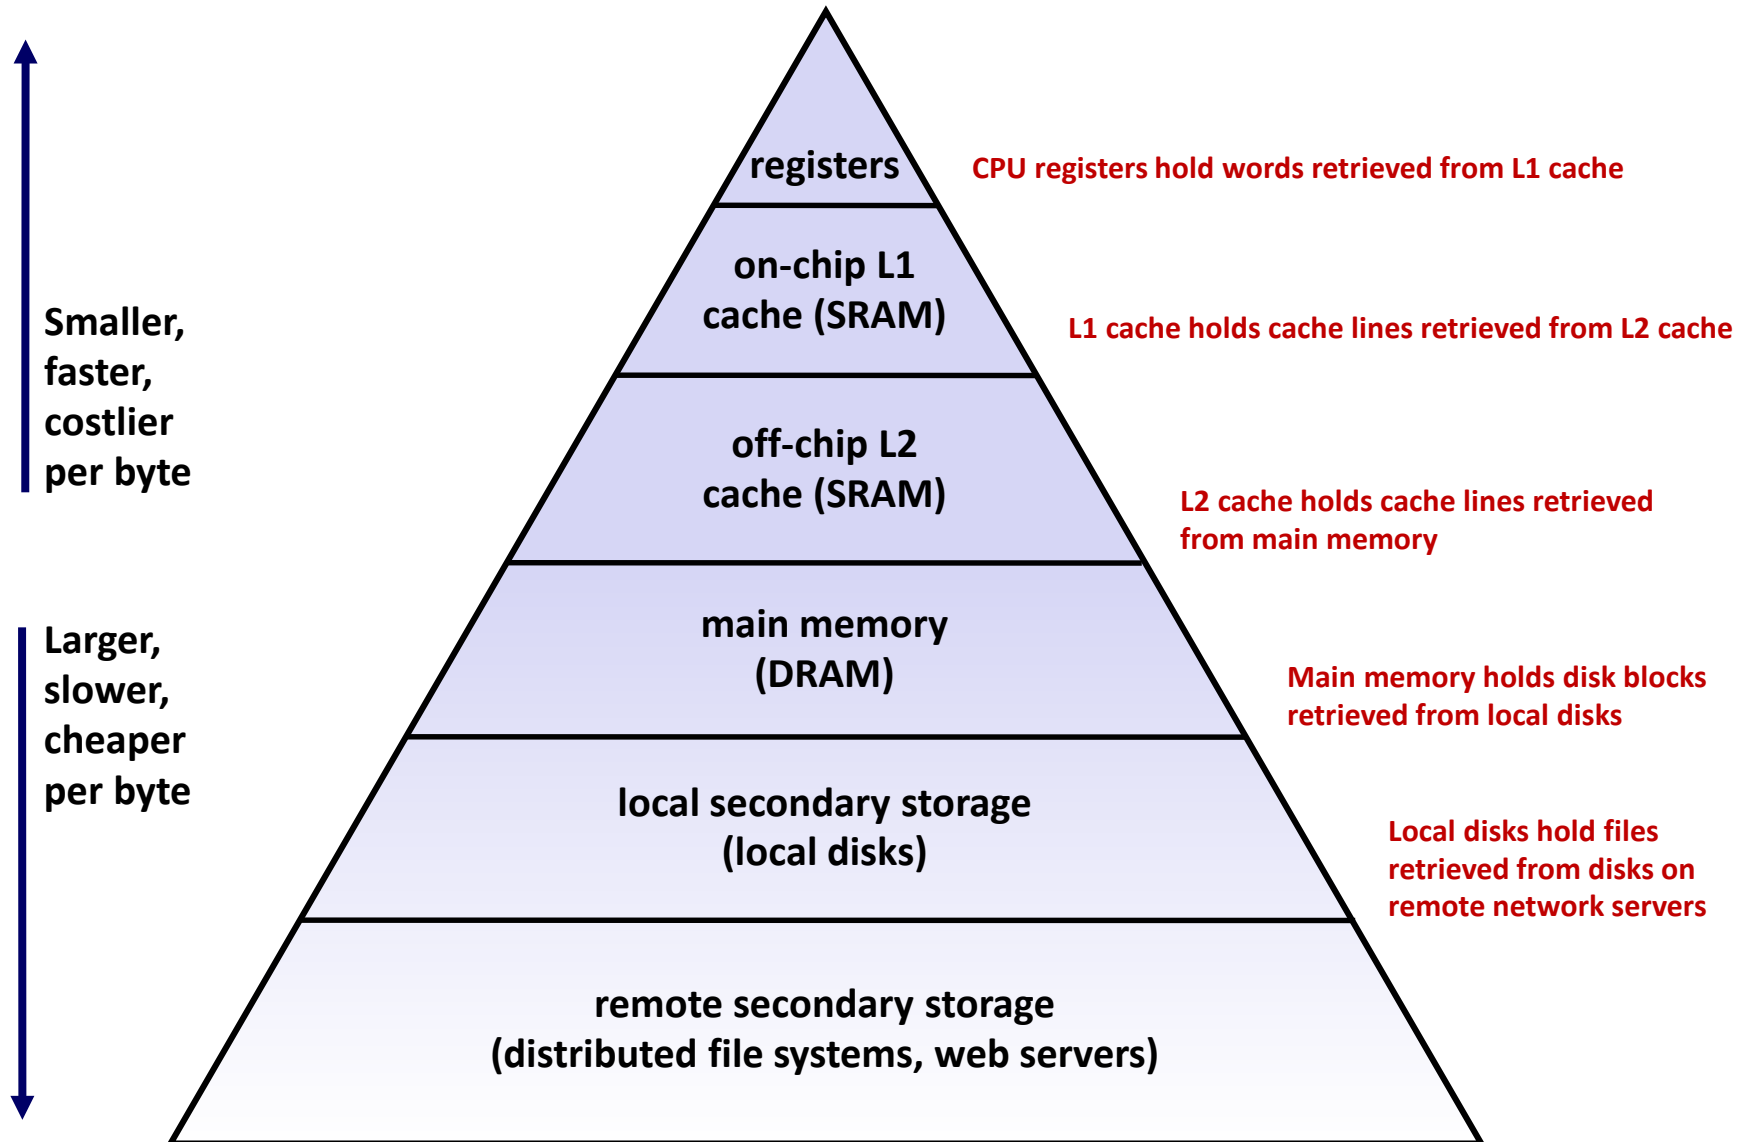 registers
CPU registers hold words retrieved from L1 cache
on-chip L1
cache (SRAM)
L1 cache holds cache lines retrieved from L2 cache
Smaller,
faster,
costlier
per byte
off-chip L2
cache (SRAM)
L2 cache holds cache lines retrieved
from main memory
Larger,
slower,
cheaper
per byte
main memory
(DRAM)
Main memory holds disk blocks
retrieved from local disks
local secondary storage
(local disks)
Local disks hold files
retrieved from disks on
remote network servers
remote secondary storage
(distributed file systems, web servers)